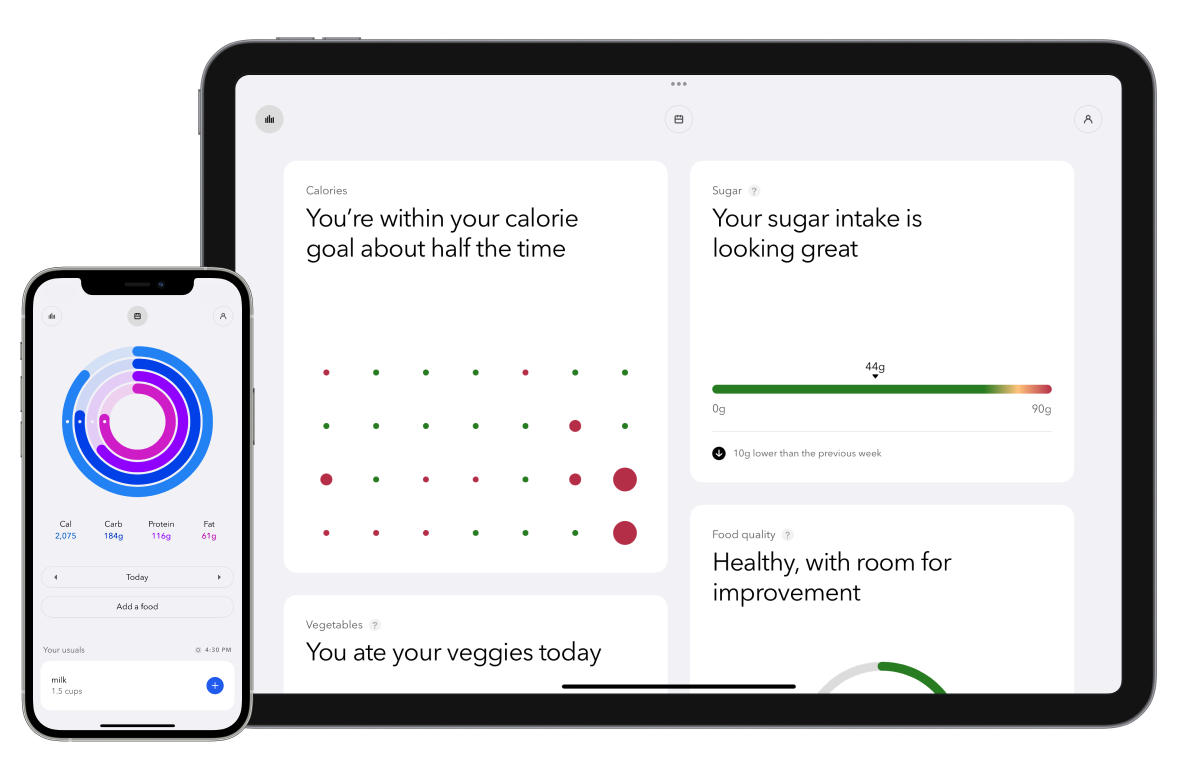 Calories
You're within your calorie
goal about half the time
Sugar ?
Your sugar intake is
looking great
44g
0g 90g
10g lower than the previous week
Vegetables ?
You ate your veggies today
Food quality ?
Healthy, with room for
improvement
Cal Carb Protein Fat
2,075 184g 116g 61g
Today
Add a food
Your usuals 4:30 PM
milk
1.5 cups